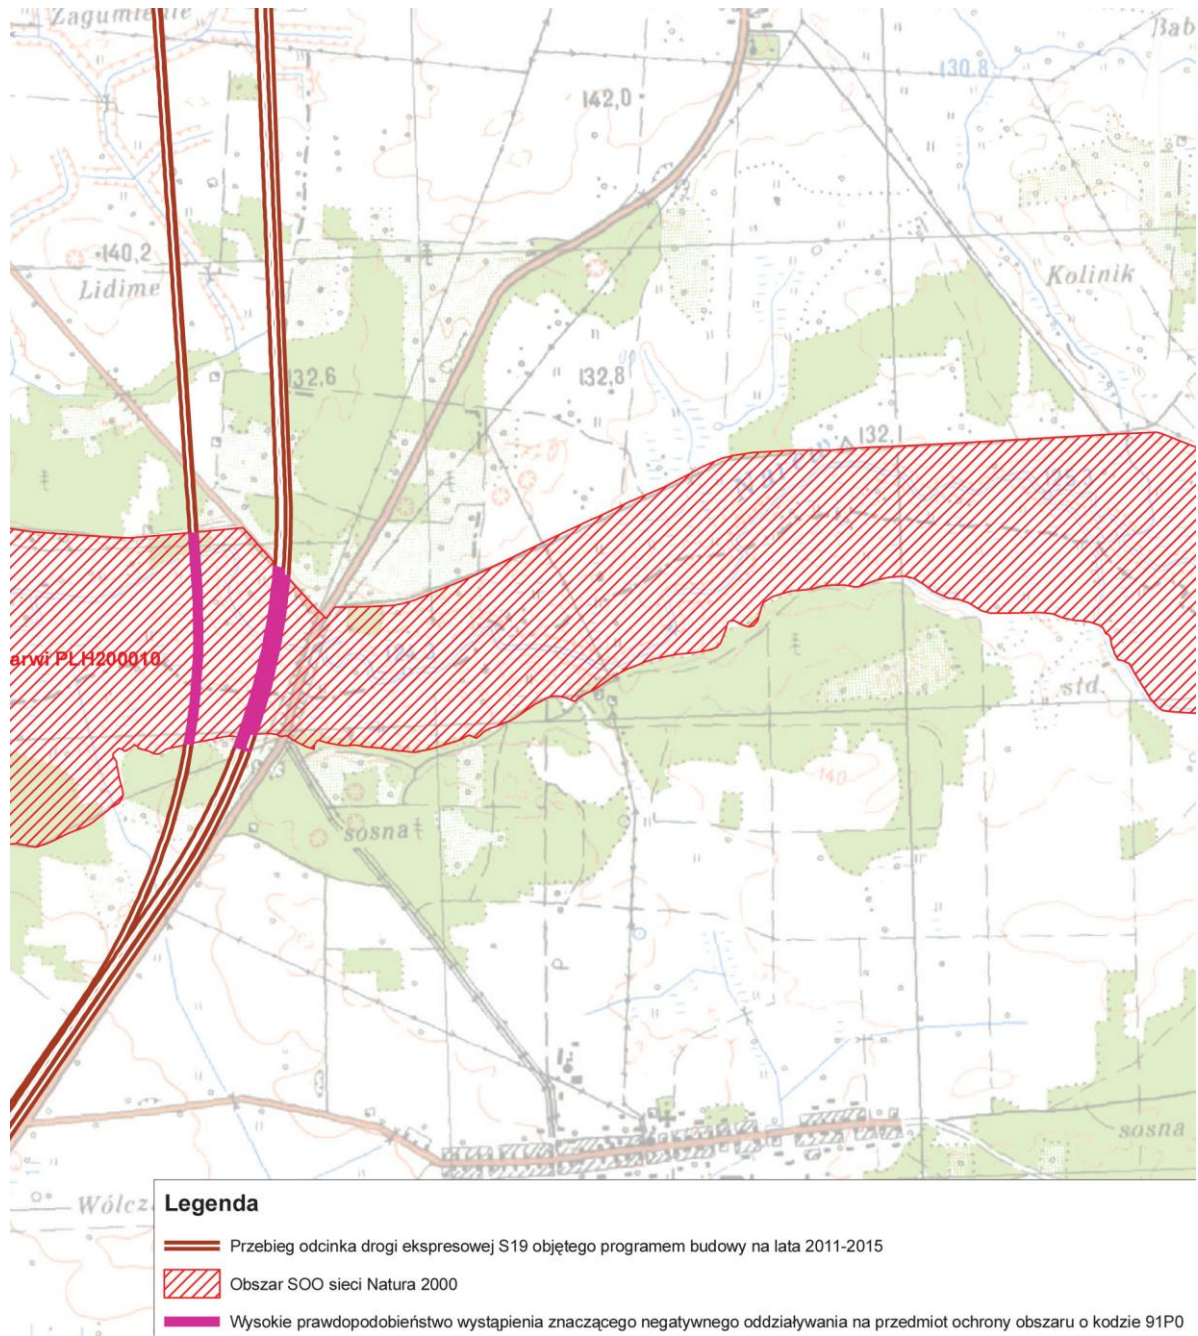 Zagumienie
Bab
130.8
142,0
140,2
Lidime
Kolinik
132,6
132,8
132,1
Narew
arwi PLH200010
std.
140
sosna
sosna
Wólcz
Legenda
Przebieg odcinka drogi ekspresowej S19 objętego programem budowy na lata 2011-2015
Obszar SOO sieci Natura 2000
Wysokie prawdopodobieństwo wystąpienia znaczącego negatywnego oddziaływania na przedmiot ochrony obszaru o kodzie 91P0